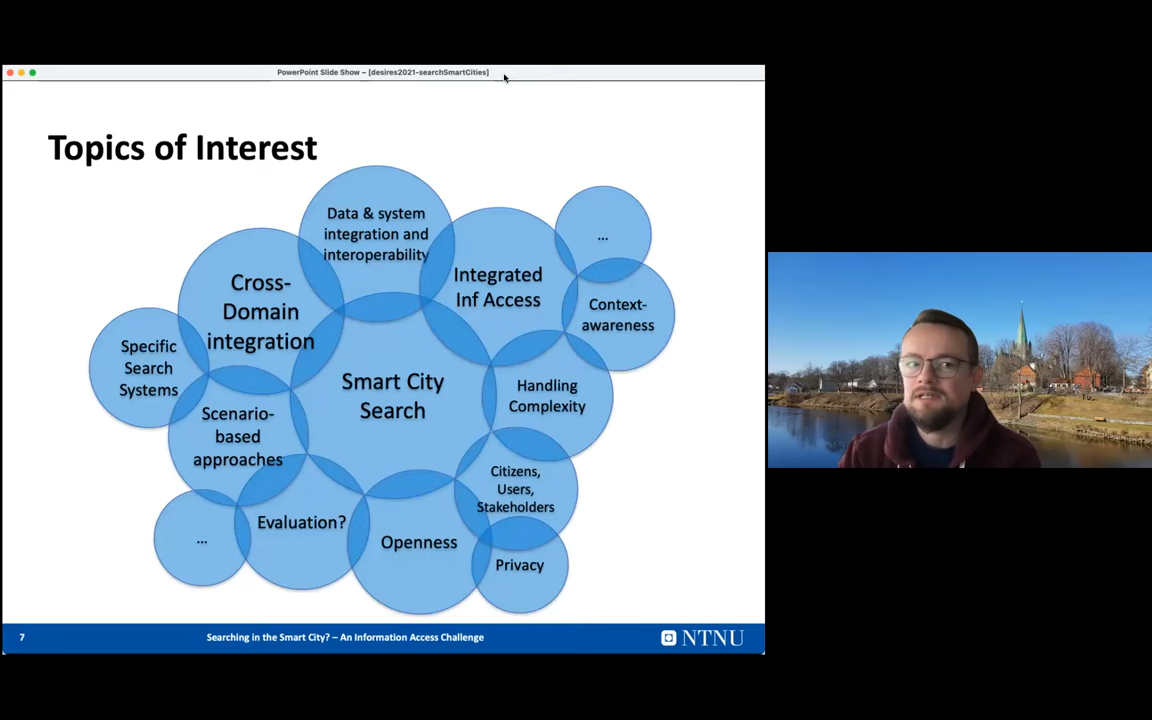 PowerPoint Slide Show – [desires2021-searchSmartCities]
Topics of Interest
Data & system
integration and
interoperability
...
Integrated
Inf Access
Cross-
Domain
integration
Context-
awareness
Specific
Search
Systems
Smart City
Search
Handling
Complexity
Scenario-
based
approaches
Citizens,
Users,
Stakeholders
Evaluation?
...
Openness
Privacy
7
Searching in the Smart City? – An Information Access Challenge
NTNU